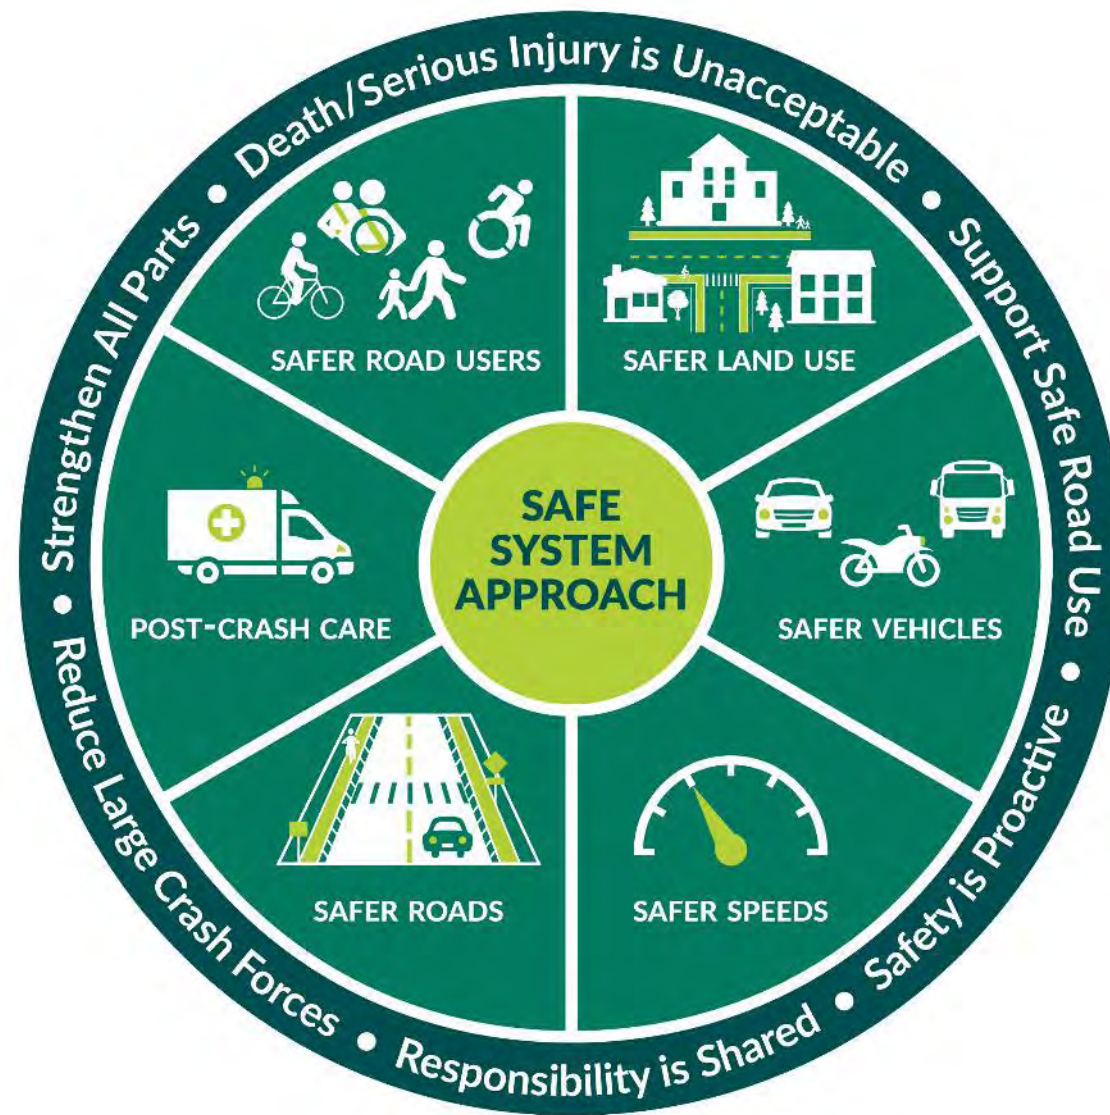 Death/Serious Injury is Unacceptable • Support Safe Road Use • Safety is Proactive • Responsibility is Shared • Reduce Large Crash Forces • Strengthen All Parts •
SAFER ROAD USERS
SAFER LAND USE
SAFE
SYSTEM
APPROACH
POST-CRASH CARE
SAFER VEHICLES
SAFER ROADS
SAFER SPEEDS